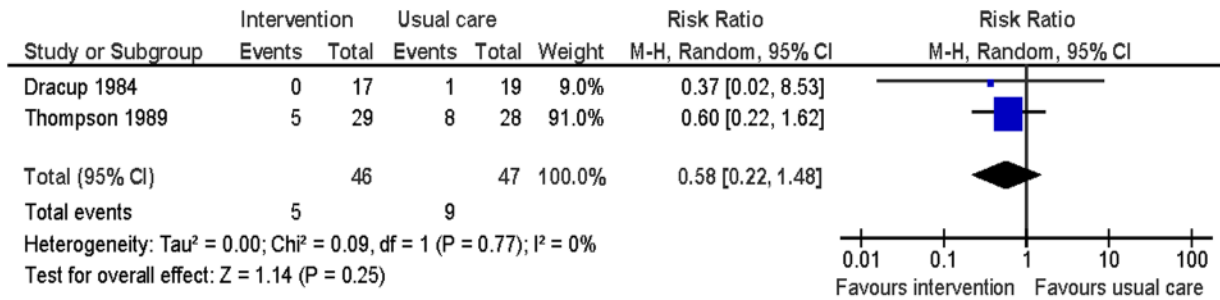 Intervention Usual care Risk Ratio Risk Ratio
Study or Subgroup Events Total Events Total Weight M-H, Random, 95% CI M-H, Random, 95% CI
Dracup 1984 0 17 1 19 9.0% 0.37 [0.02, 8.53]
Thompson 1989 5 29 8 28 91.0% 0.60 [0.22, 1.62]
Total (95% CI) 46 47 100.0% 0.58 [0.22, 1.48]
Total events 5 9
Heterogeneity: Tau² = 0.00; Chi² = 0.09, df = 1 (P = 0.77); I² = 0%
Test for overall effect: Z = 1.14 (P = 0.25)
0.01 0.1 1 10 100
Favours intervention Favours usual care